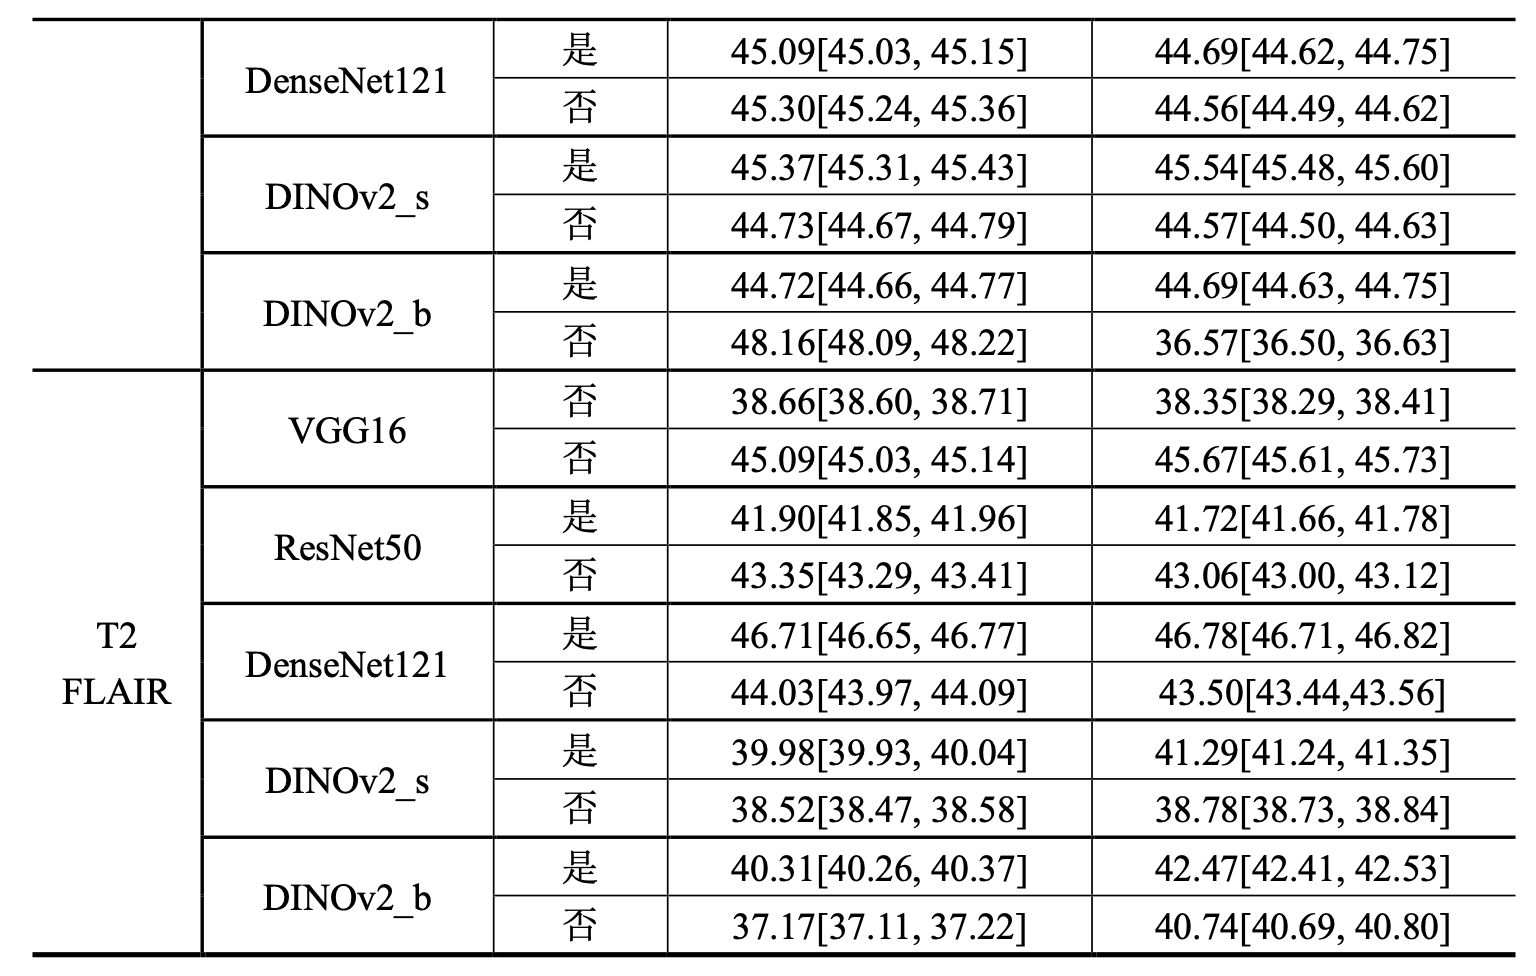 DenseNet121 是 45.09[45.03, 45.15] 44.69[44.62, 44.75]
否 45.30[45.24, 45.36] 44.56[44.49, 44.62]
DINOv2_s 是 45.37[45.31, 45.43] 45.54[45.48, 45.60]
否 44.73[44.67, 44.79] 44.57[44.50, 44.63]
DINOv2_b 是 44.72[44.66, 44.77] 44.69[44.63, 44.75]
否 48.16[48.09, 48.22] 36.57[36.50, 36.63]
T2
FLAIR
VGG16 否 38.66[38.60, 38.71] 38.35[38.29, 38.41]
否 45.09[45.03, 45.14] 45.67[45.61, 45.73]
ResNet50 是 41.90[41.85, 41.96] 41.72[41.66, 41.78]
否 43.35[43.29, 43.41] 43.06[43.00, 43.12]
DenseNet121 是 46.71[46.65, 46.77] 46.78[46.71, 46.82]
否 44.03[43.97, 44.09] 43.50[43.44,43.56]
DINOv2_s 是 39.98[39.93, 40.04] 41.29[41.24, 41.35]
否 38.52[38.47, 38.58] 38.78[38.73, 38.84]
DINOv2_b 是 40.31[40.26, 40.37] 42.47[42.41, 42.53]
否 37.17[37.11, 37.22] 40.74[40.69, 40.80]